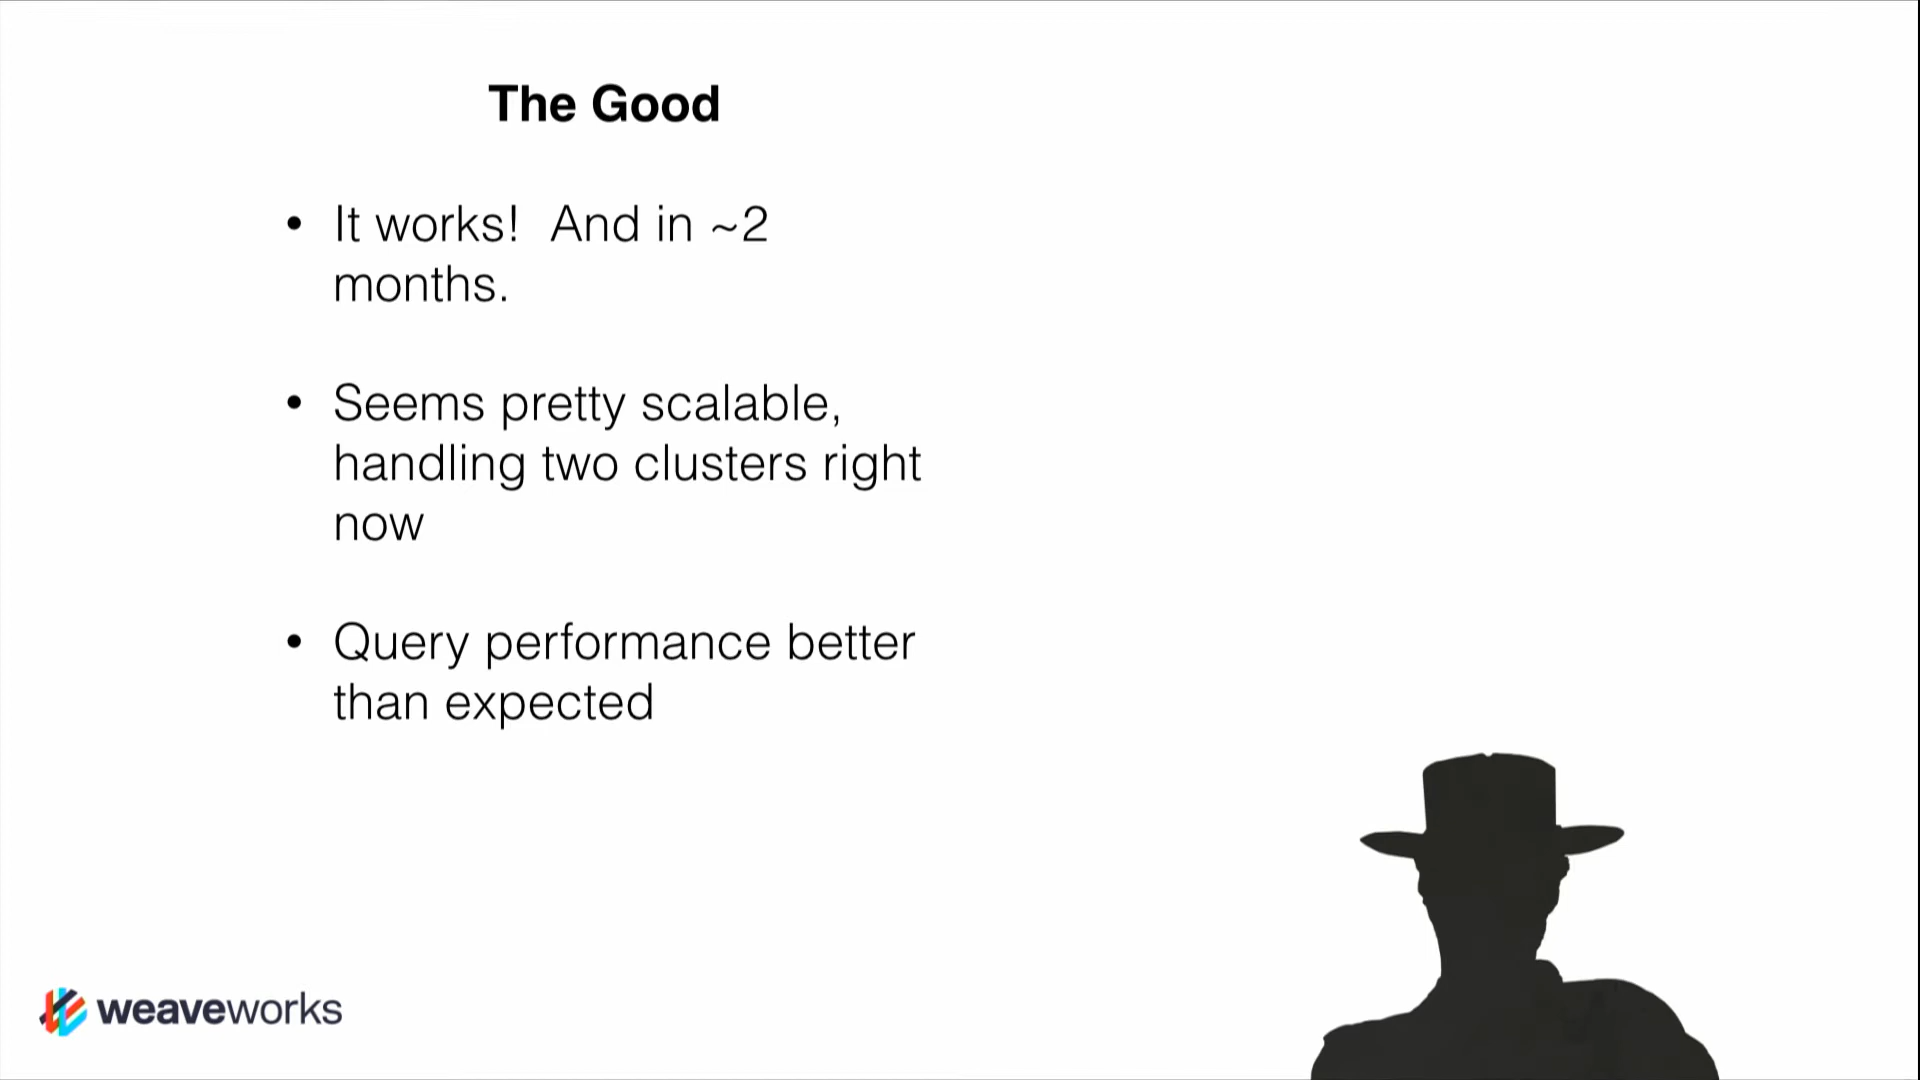 The Good
• It works!  And in ~2
months.
• Seems pretty scalable,
handling two clusters right
now
• Query performance better
than expected
weaveworks